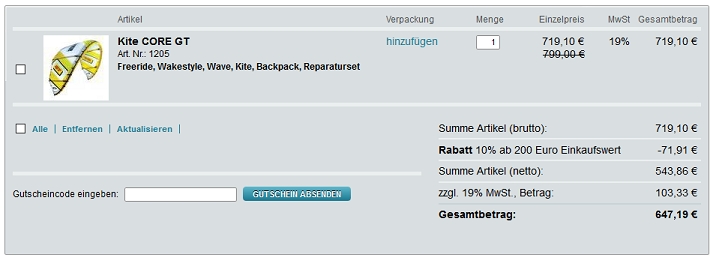 Artikel Verpackung Menge Einzelpreis MwSt Gesamtbetrag
Kite CORE GT hinzufügen 1 719,10 € 19% 719,10 €
Art. Nr.: 1205 799,00 €
Freeride, Wakestyle, Wave, Kite, Backpack, Reparaturset
Alle | Entfernen | Aktualisieren |
Summe Artikel (brutto): 719,10 €
Rabatt 10% ab 200 Euro Einkaufswert -71,91 €
Summe Artikel (netto): 543,86 €
Gutscheincode eingeben: GUTSCHEIN ABSENDEN
zzgl. 19% MwSt., Betrag: 103,33 €
Gesamtbetrag: 647,19 €